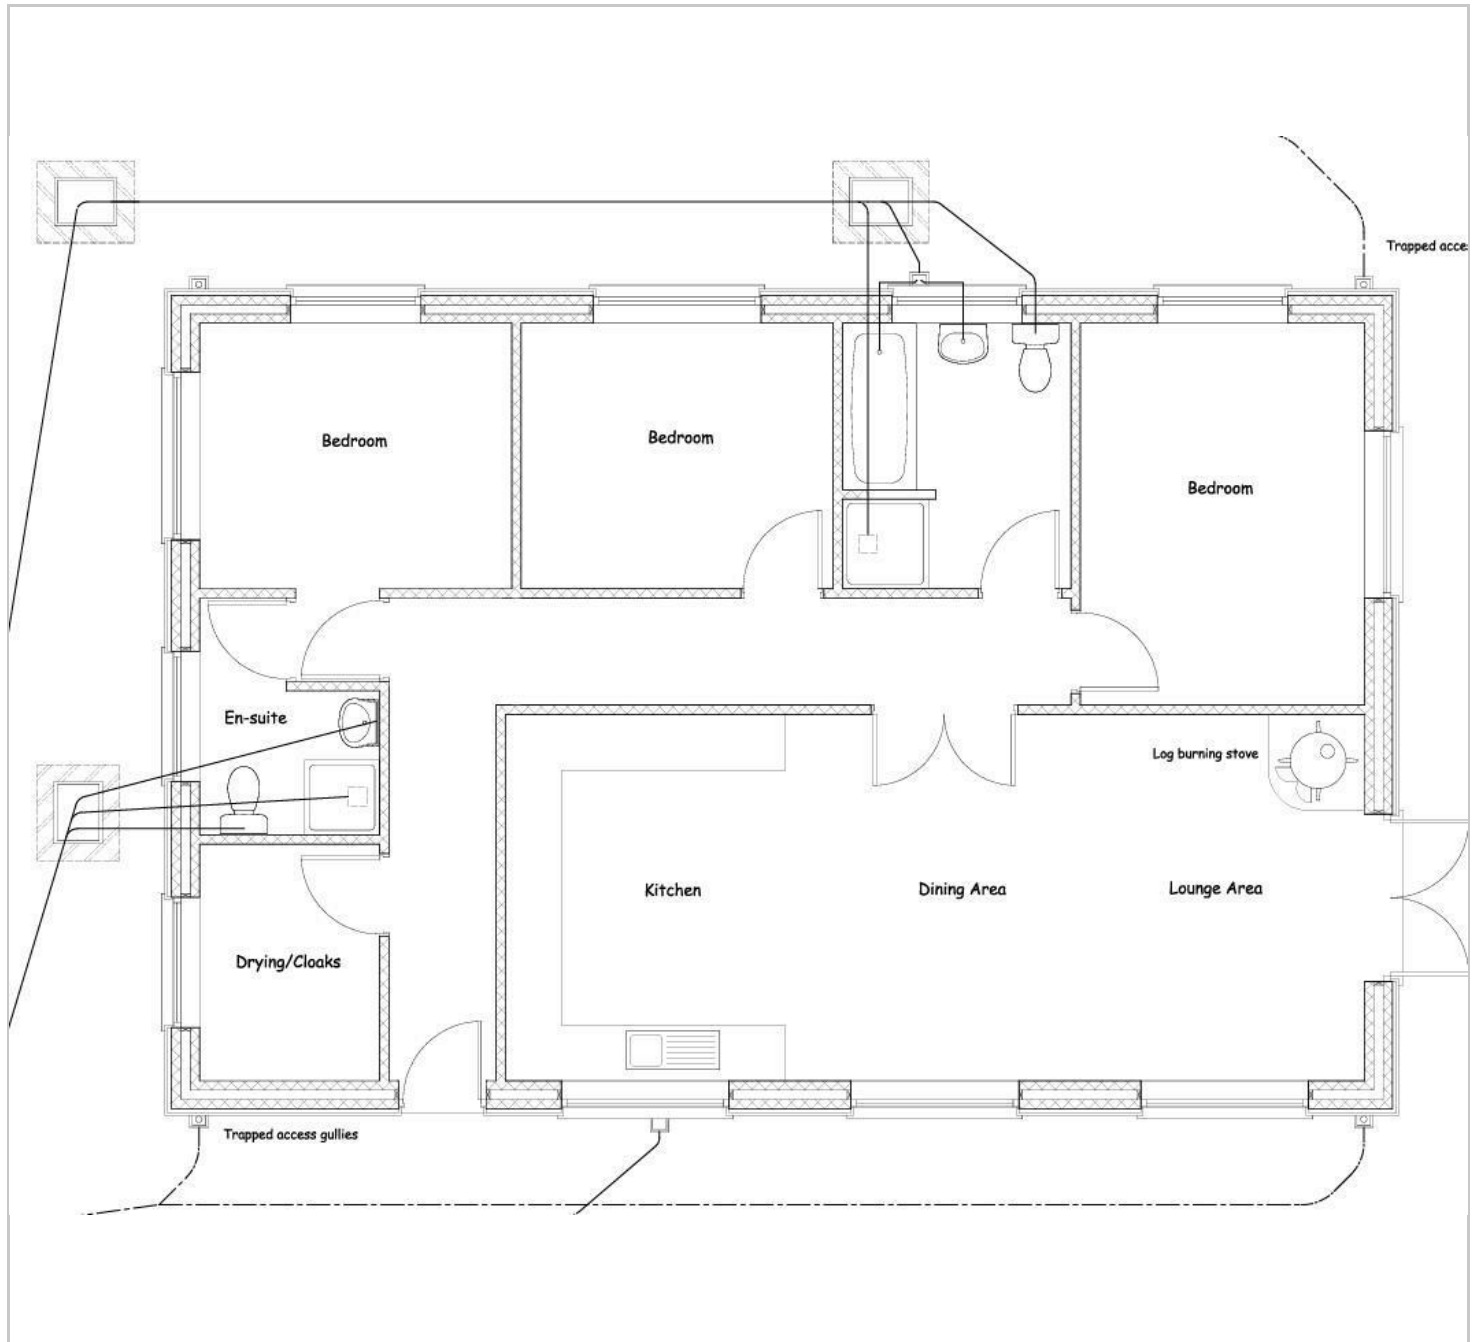 Trapped acce
Bedroom
Bedroom
Bedroom
En-suite
Log burning stove
Kitchen
Dining Area
Lounge Area
Drying/Cloaks
Trapped access gullies